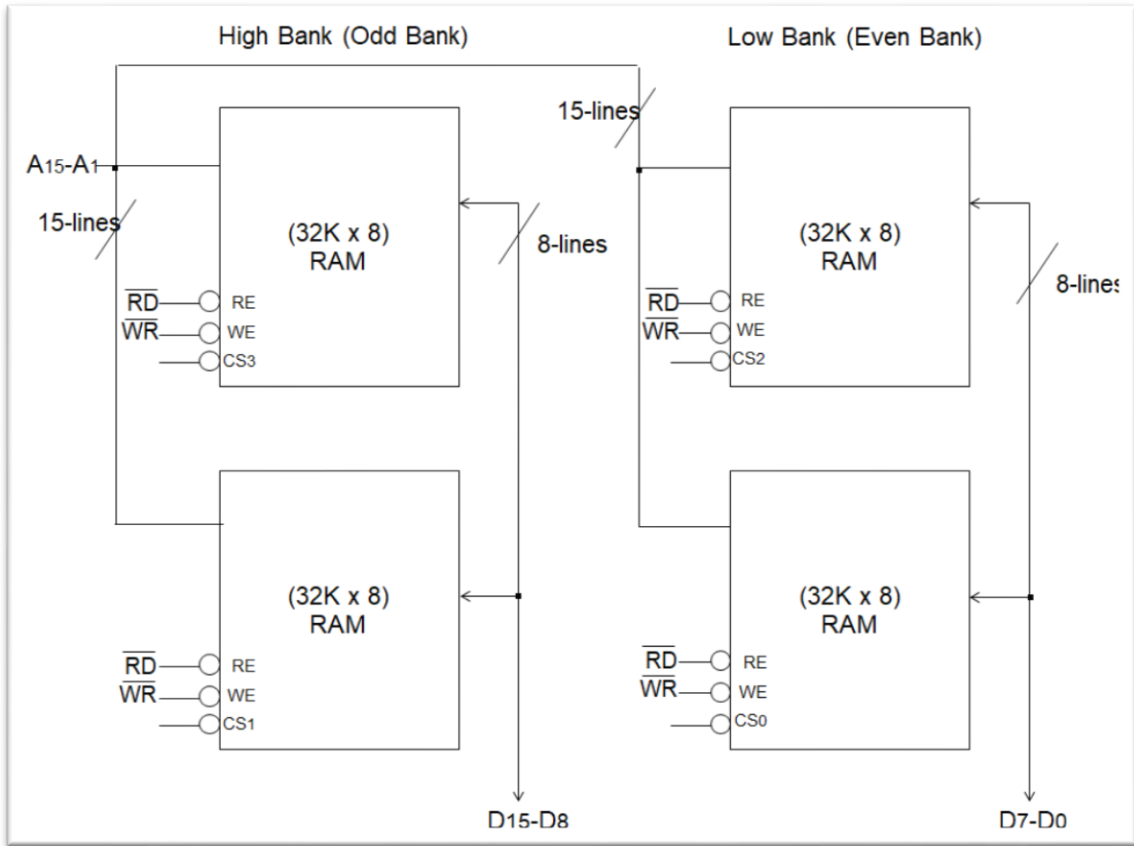 High Bank (Odd Bank)
Low Bank (Even Bank)
15-lines
A15-A1
15-lines
(32K x 8)
RAM
8-lines
(32K x 8)
RAM
8-lines
RD RE
WR WE
CS3
RD RE
WR WE
CS2
(32K x 8)
RAM
(32K x 8)
RAM
RD RE
WR WE
CS1
RD RE
WR WE
CS0
D15-D8
D7-D0